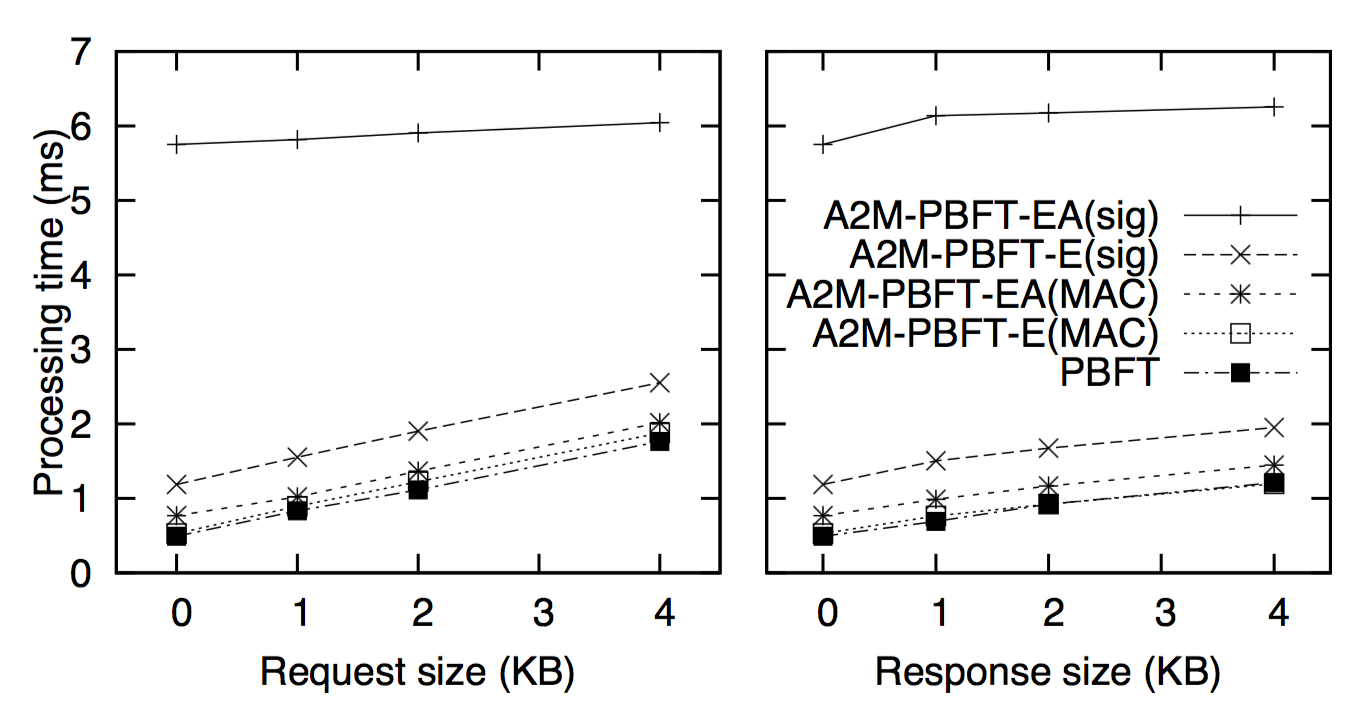 Processing time (ms)
7
6
5
4
3
2
1
0
0 1 2 3 4
Request size (KB)
A2M-PBFT-EA(sig)
A2M-PBFT-E(sig)
A2M-PBFT-EA(MAC)
A2M-PBFT-E(MAC)
PBFT
0 1 2 3 4
Response size (KB)